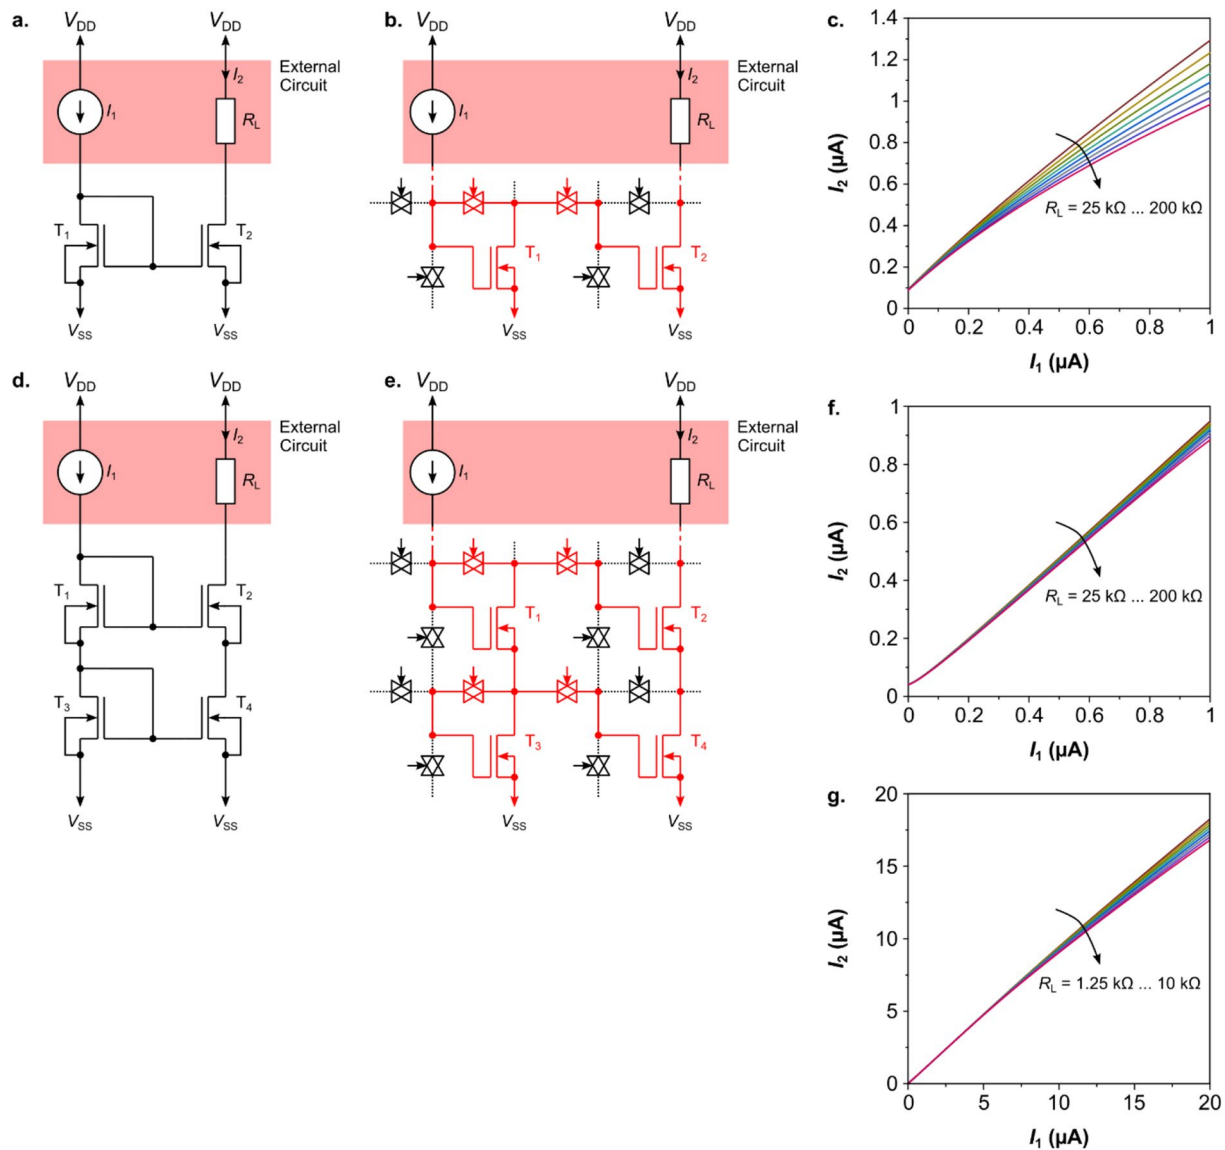 a.
V_DD
V_DD
External
Circuit
I_2
I_1
R_L
T_1
T_2
V_SS
V_SS
b.
V_DD
V_DD
External
Circuit
I_2
I_1
R_L
T_1
T_2
V_SS
V_SS
c.
1.4
1.2
1
0.8
0.6
0.4
0.2
0
I_2 (µA)
R_L = 25 kΩ ... 200 kΩ
0 0.2 0.4 0.6 0.8 1
I_1 (µA)
d.
V_DD
V_DD
External
Circuit
I_2
I_1
R_L
T_1
T_2
T_3
T_4
V_SS
V_SS
e.
V_DD
V_DD
External
Circuit
I_2
I_1
R_L
T_1
T_2
T_3
T_4
V_SS
V_SS
f.
1
0.8
0.6
0.4
0.2
0
I_2 (µA)
R_L = 25 kΩ ... 200 kΩ
0 0.2 0.4 0.6 0.8 1
I_1 (µA)
g.
20
15
10
5
0
I_2 (µA)
R_L = 1.25 kΩ ... 10 kΩ
0 5 10 15 20
I_1 (µA)